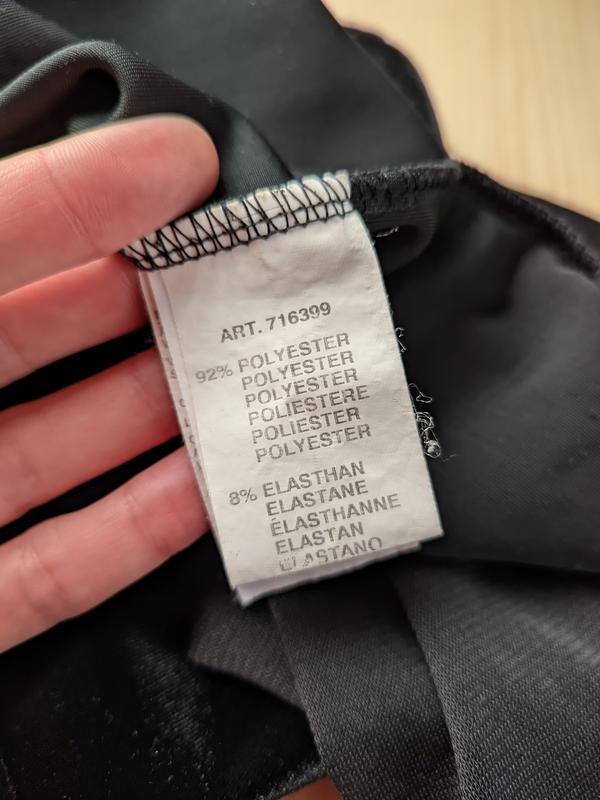 ART. 716399
92% POLYESTER
POLYESTER
POLYESTER
POLIESTERE
POLIESTER
POLYESTER
8% ELASTHAN
ELASTANE
ÉLASTHANNE
ELASTAN
ELASTANO